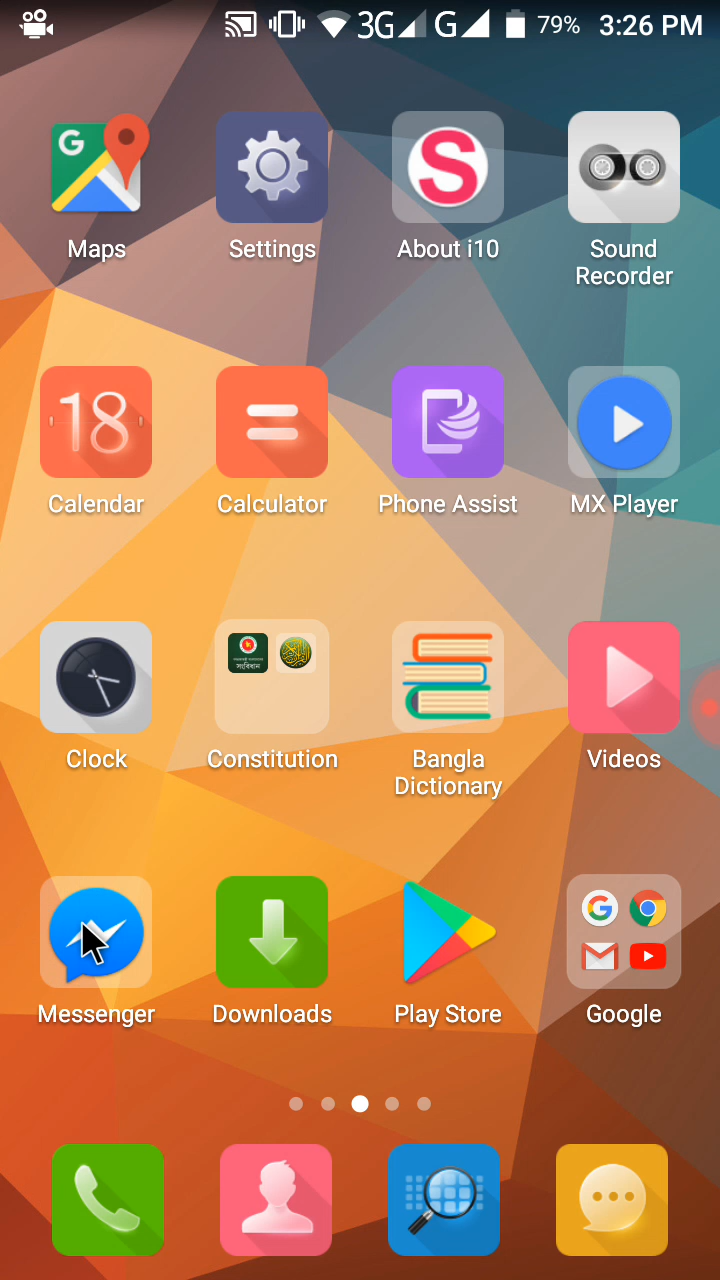 3G G 79% 3:26 PM
G
S
Maps Settings About i10 Sound
Recorder
18
Calendar Calculator Phone Assist MX Player
সংবিধান
Clock Constitution Bangla Videos
Dictionary
G
Messenger Downloads Play Store Google